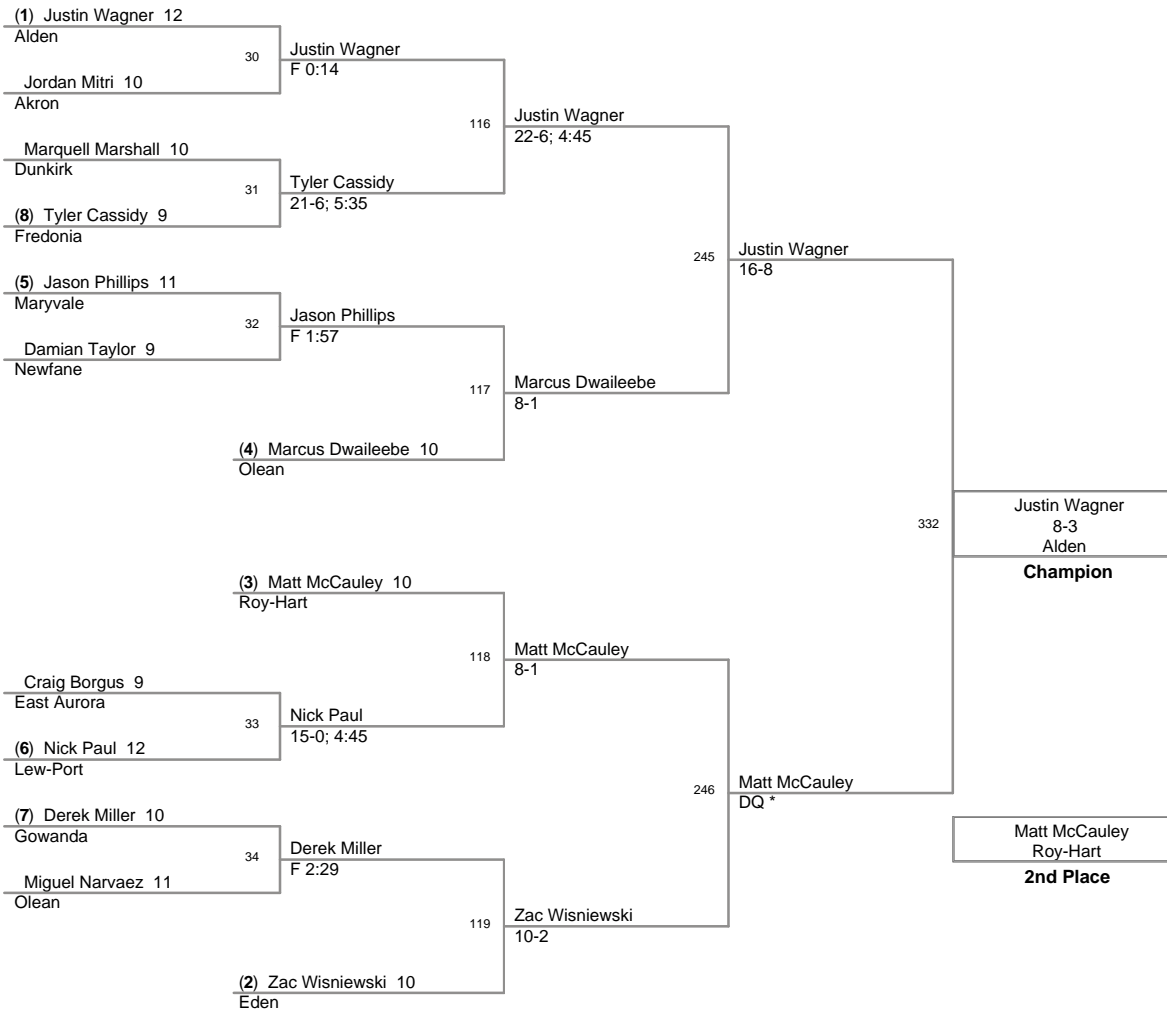 (1) Justin Wagner 12
Alden
30
Justin Wagner
F 0:14
Jordan Mitri 10
Akron
116
Justin Wagner
22-6; 4:45
Marquell Marshall 10
Dunkirk
31
Tyler Cassidy
21-6; 5:35
(8) Tyler Cassidy 9
Fredonia
245
Justin Wagner
16-8
(5) Jason Phillips 11
Maryvale
32
Jason Phillips
F 1:57
Damian Taylor 9
Newfane
117
Marcus Dwaileebe
8-1
(4) Marcus Dwaileebe 10
Olean
332
Justin Wagner
8-3
Alden
Champion
(3) Matt McCauley 10
Roy-Hart
118
Matt McCauley
8-1
Craig Borgus 9
East Aurora
33
Nick Paul
15-0; 4:45
(6) Nick Paul 12
Lew-Port
246
Matt McCauley
DQ *
(7) Derek Miller 10
Gowanda
34
Derek Miller
F 2:29
Miguel Narvaez 11
Olean
119
Zac Wisniewski
10-2
(2) Zac Wisniewski 10
Eden
Matt McCauley
Roy-Hart
2nd Place